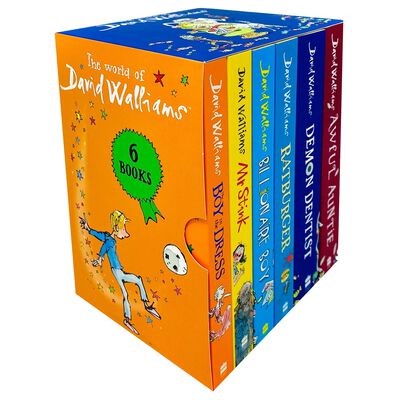 The world of
David Walliams
6
BOOKS
David Walliams
BOY IN THE DRESS
David Walliams
Mr Stink
David Walliams
BILLIONAIRE BOY
David Walliams
RATBURGER
David Walliams
DEMON DENTIST
David Walliams
AWFUL AUNTIE